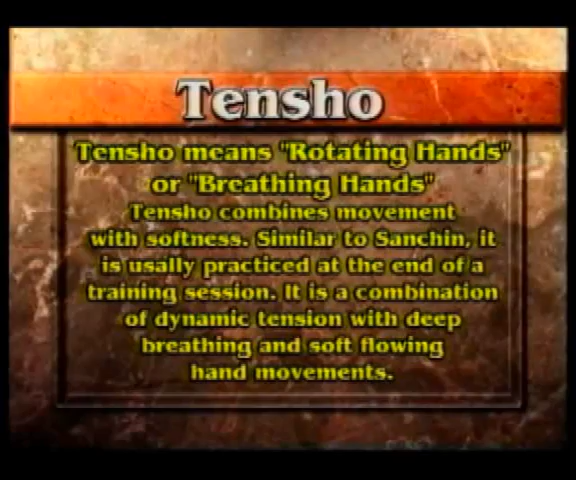 Tensho
Tensho means "Rotating Hands"
or "Breathing Hands"
Tensho combines movement
with softness. Similar to Sanchin, it
is usally practiced at the end of a
training session. It is a combination
of dynamic tension with deep
breathing and soft flowing
hand movements.